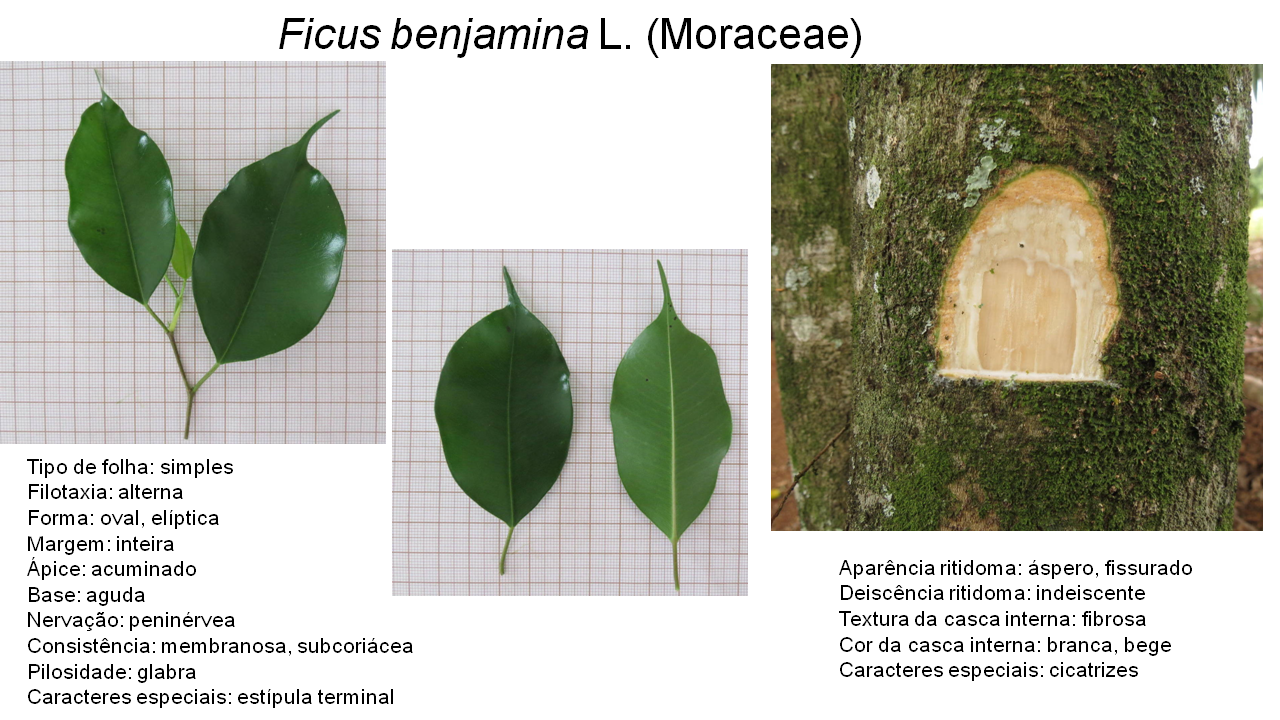 Ficus benjamina L. (Moraceae)
Tipo de folha: simples
Filotaxia: alterna
Forma: oval, elíptica
Margem: inteira
Ápice: acuminado
Base: aguda
Nervação: peninérvea
Consistência: membranosa, subcoriácea
Pilosidade: glabra
Caracteres especiais: estípula terminal
Aparência ritidoma: áspero, fissurado
Deiscência ritidoma: indeiscente
Textura da casca interna: fibrosa
Cor da casca interna: branca, bege
Caracteres especiais: cicatrizes